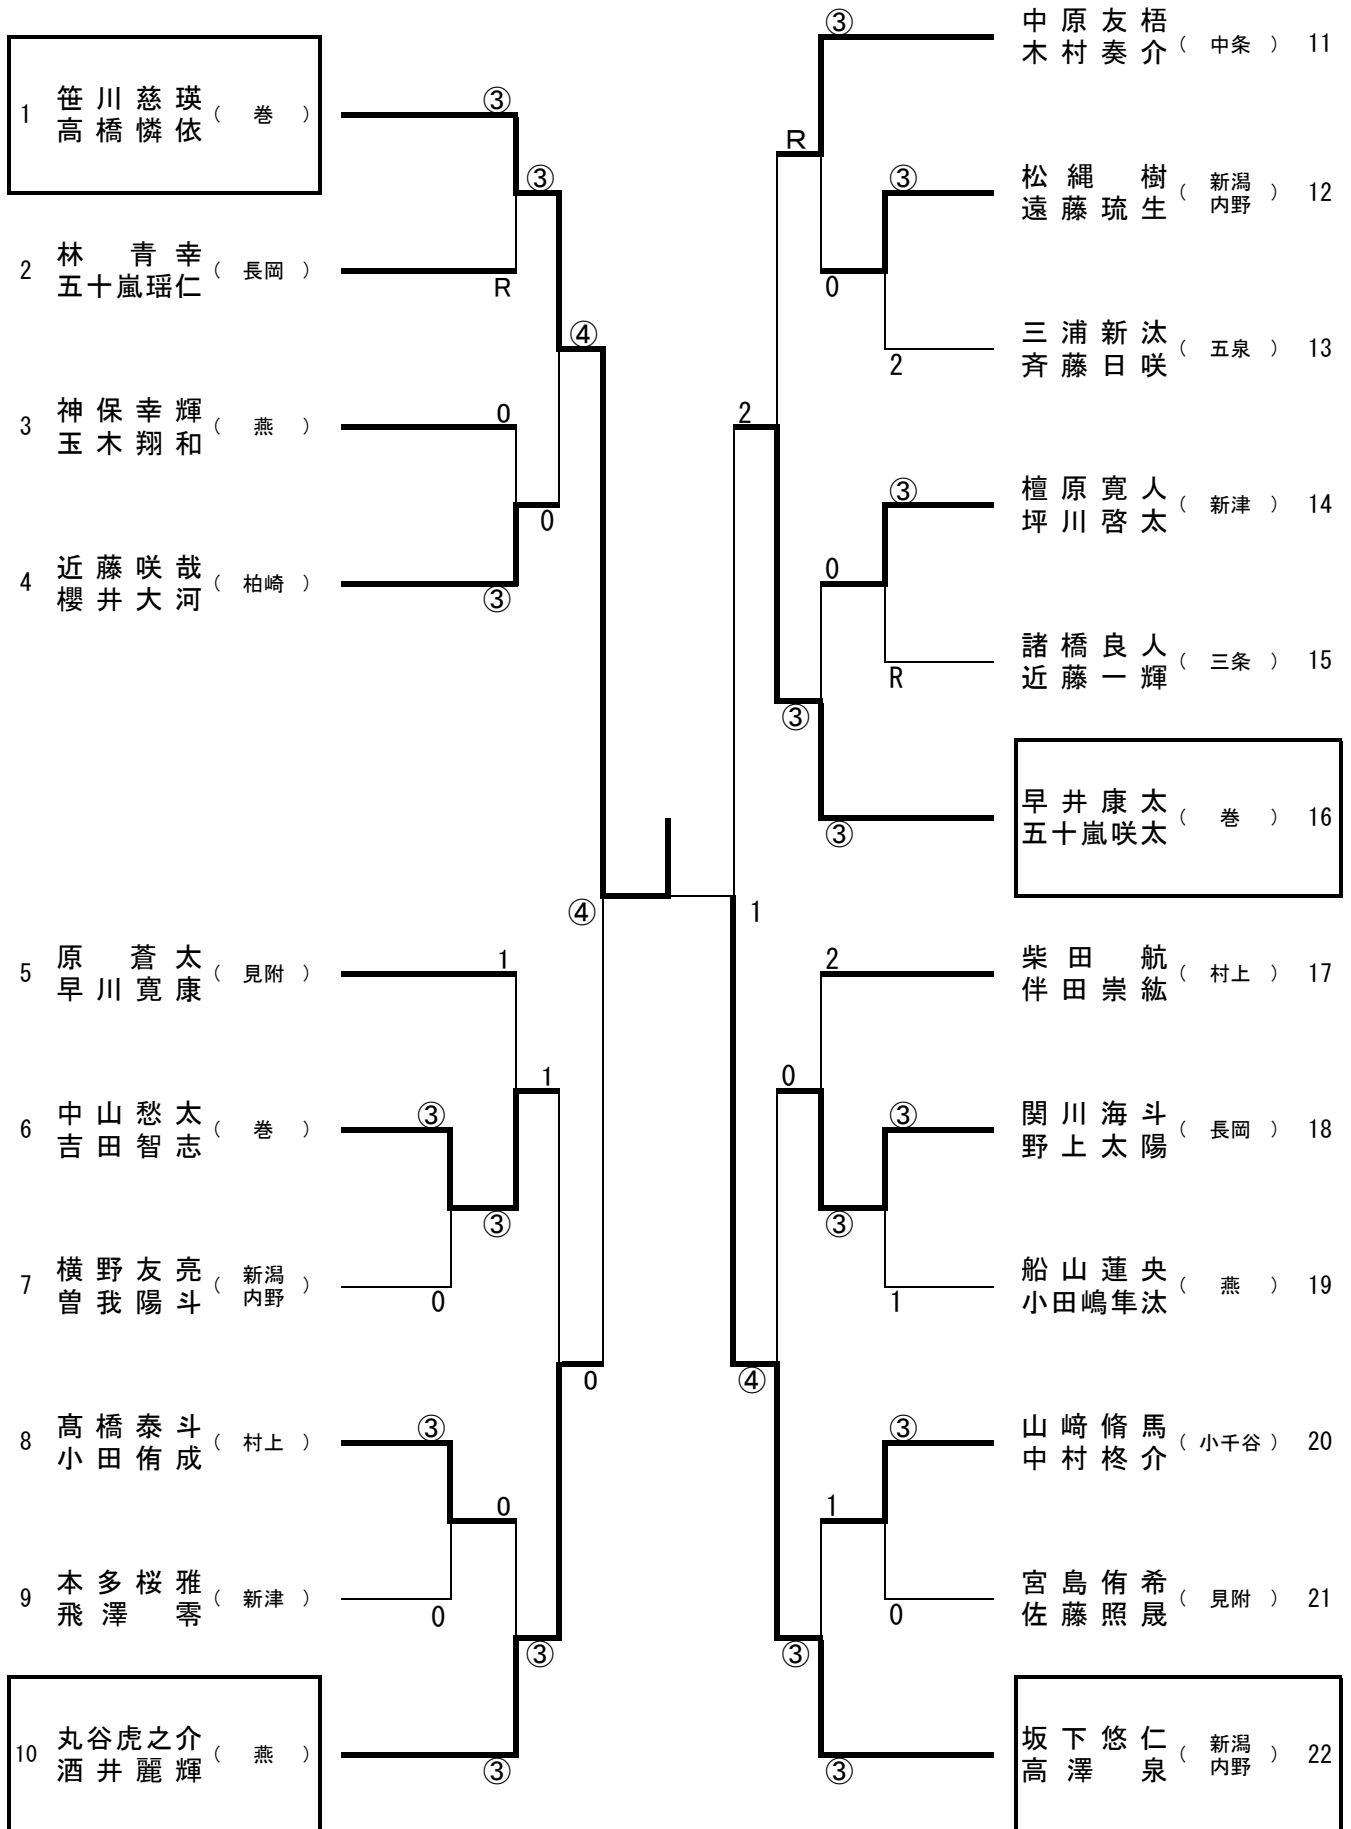 1 笹川慈瑛
高橋憐依 ( 巻 )
③
③
2 林 青幸
五十嵐瑶仁 ( 長岡 )
R
④
3 神保幸輝
玉木翔和 ( 燕 )
0
0
4 近藤咲哉
櫻井大河 ( 柏崎 )
③
④
5 原 蒼太
早川寛康 ( 見附 )
1
1
6 中山愁太
吉田智志 ( 巻 )
③
③
7 横野友亮
曽我陽斗 ( 新潟
内野 )
0
0
8 髙橋泰斗
小田侑成 ( 村上 )
③
0
9 本多桜雅
飛澤 零 ( 新津 )
0
③
10 丸谷虎之介
酒井麗輝 ( 燕 )
③
③
中原友梧
木村奏介 ( 中条 ) 11
R
③
松縄 樹
遠藤琉生 ( 新潟
内野 ) 12
0
2
三浦新汰
斉藤日咲 ( 五泉 ) 13
2
③
檀原寛人
坪川啓太 ( 新津 ) 14
0
R
諸橋良人
近藤一輝 ( 三条 ) 15
③
③
早井康太
五十嵐咲太 ( 巻 ) 16
1
2
柴田 航
伴田崇紘 ( 村上 ) 17
0
③
関川海斗
野上太陽 ( 長岡 ) 18
③
1
船山蓮央
小田嶋隼汰 ( 燕 ) 19
④
③
山﨑脩馬
中村柊介 ( 小千谷 ) 20
1
0
宮島侑希
佐藤照晟 ( 見附 ) 21
③
③
坂下悠仁
高澤 泉 ( 新潟
内野 ) 22